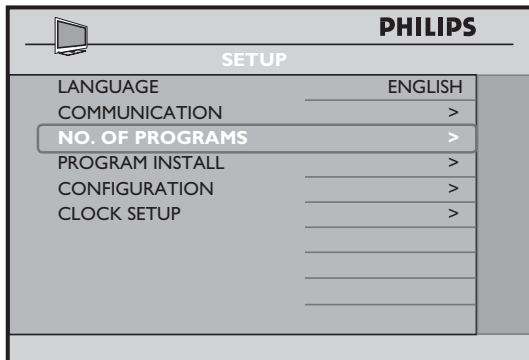 PHILIPS
SETUP
LANGUAGE ENGLISH
COMMUNICATION >
NO. OF PROGRAMS >
PROGRAM INSTALL >
CONFIGURATION >
CLOCK SETUP >